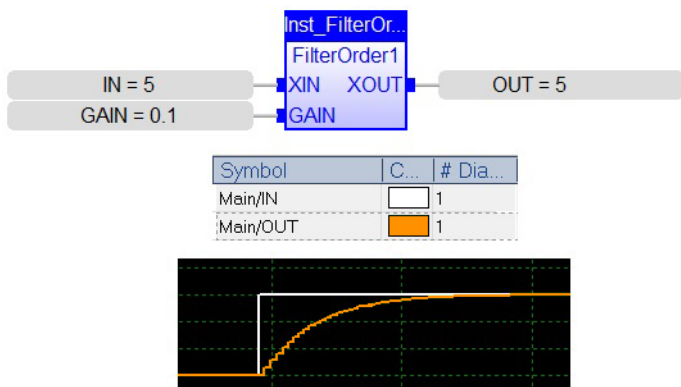 Inst_FilterOr...
FilterOrder1
IN = 5 XIN XOUT OUT = 5
GAIN = 0.1 GAIN
Symbol C... # Dia...
Main/IN 1
Main/OUT 1